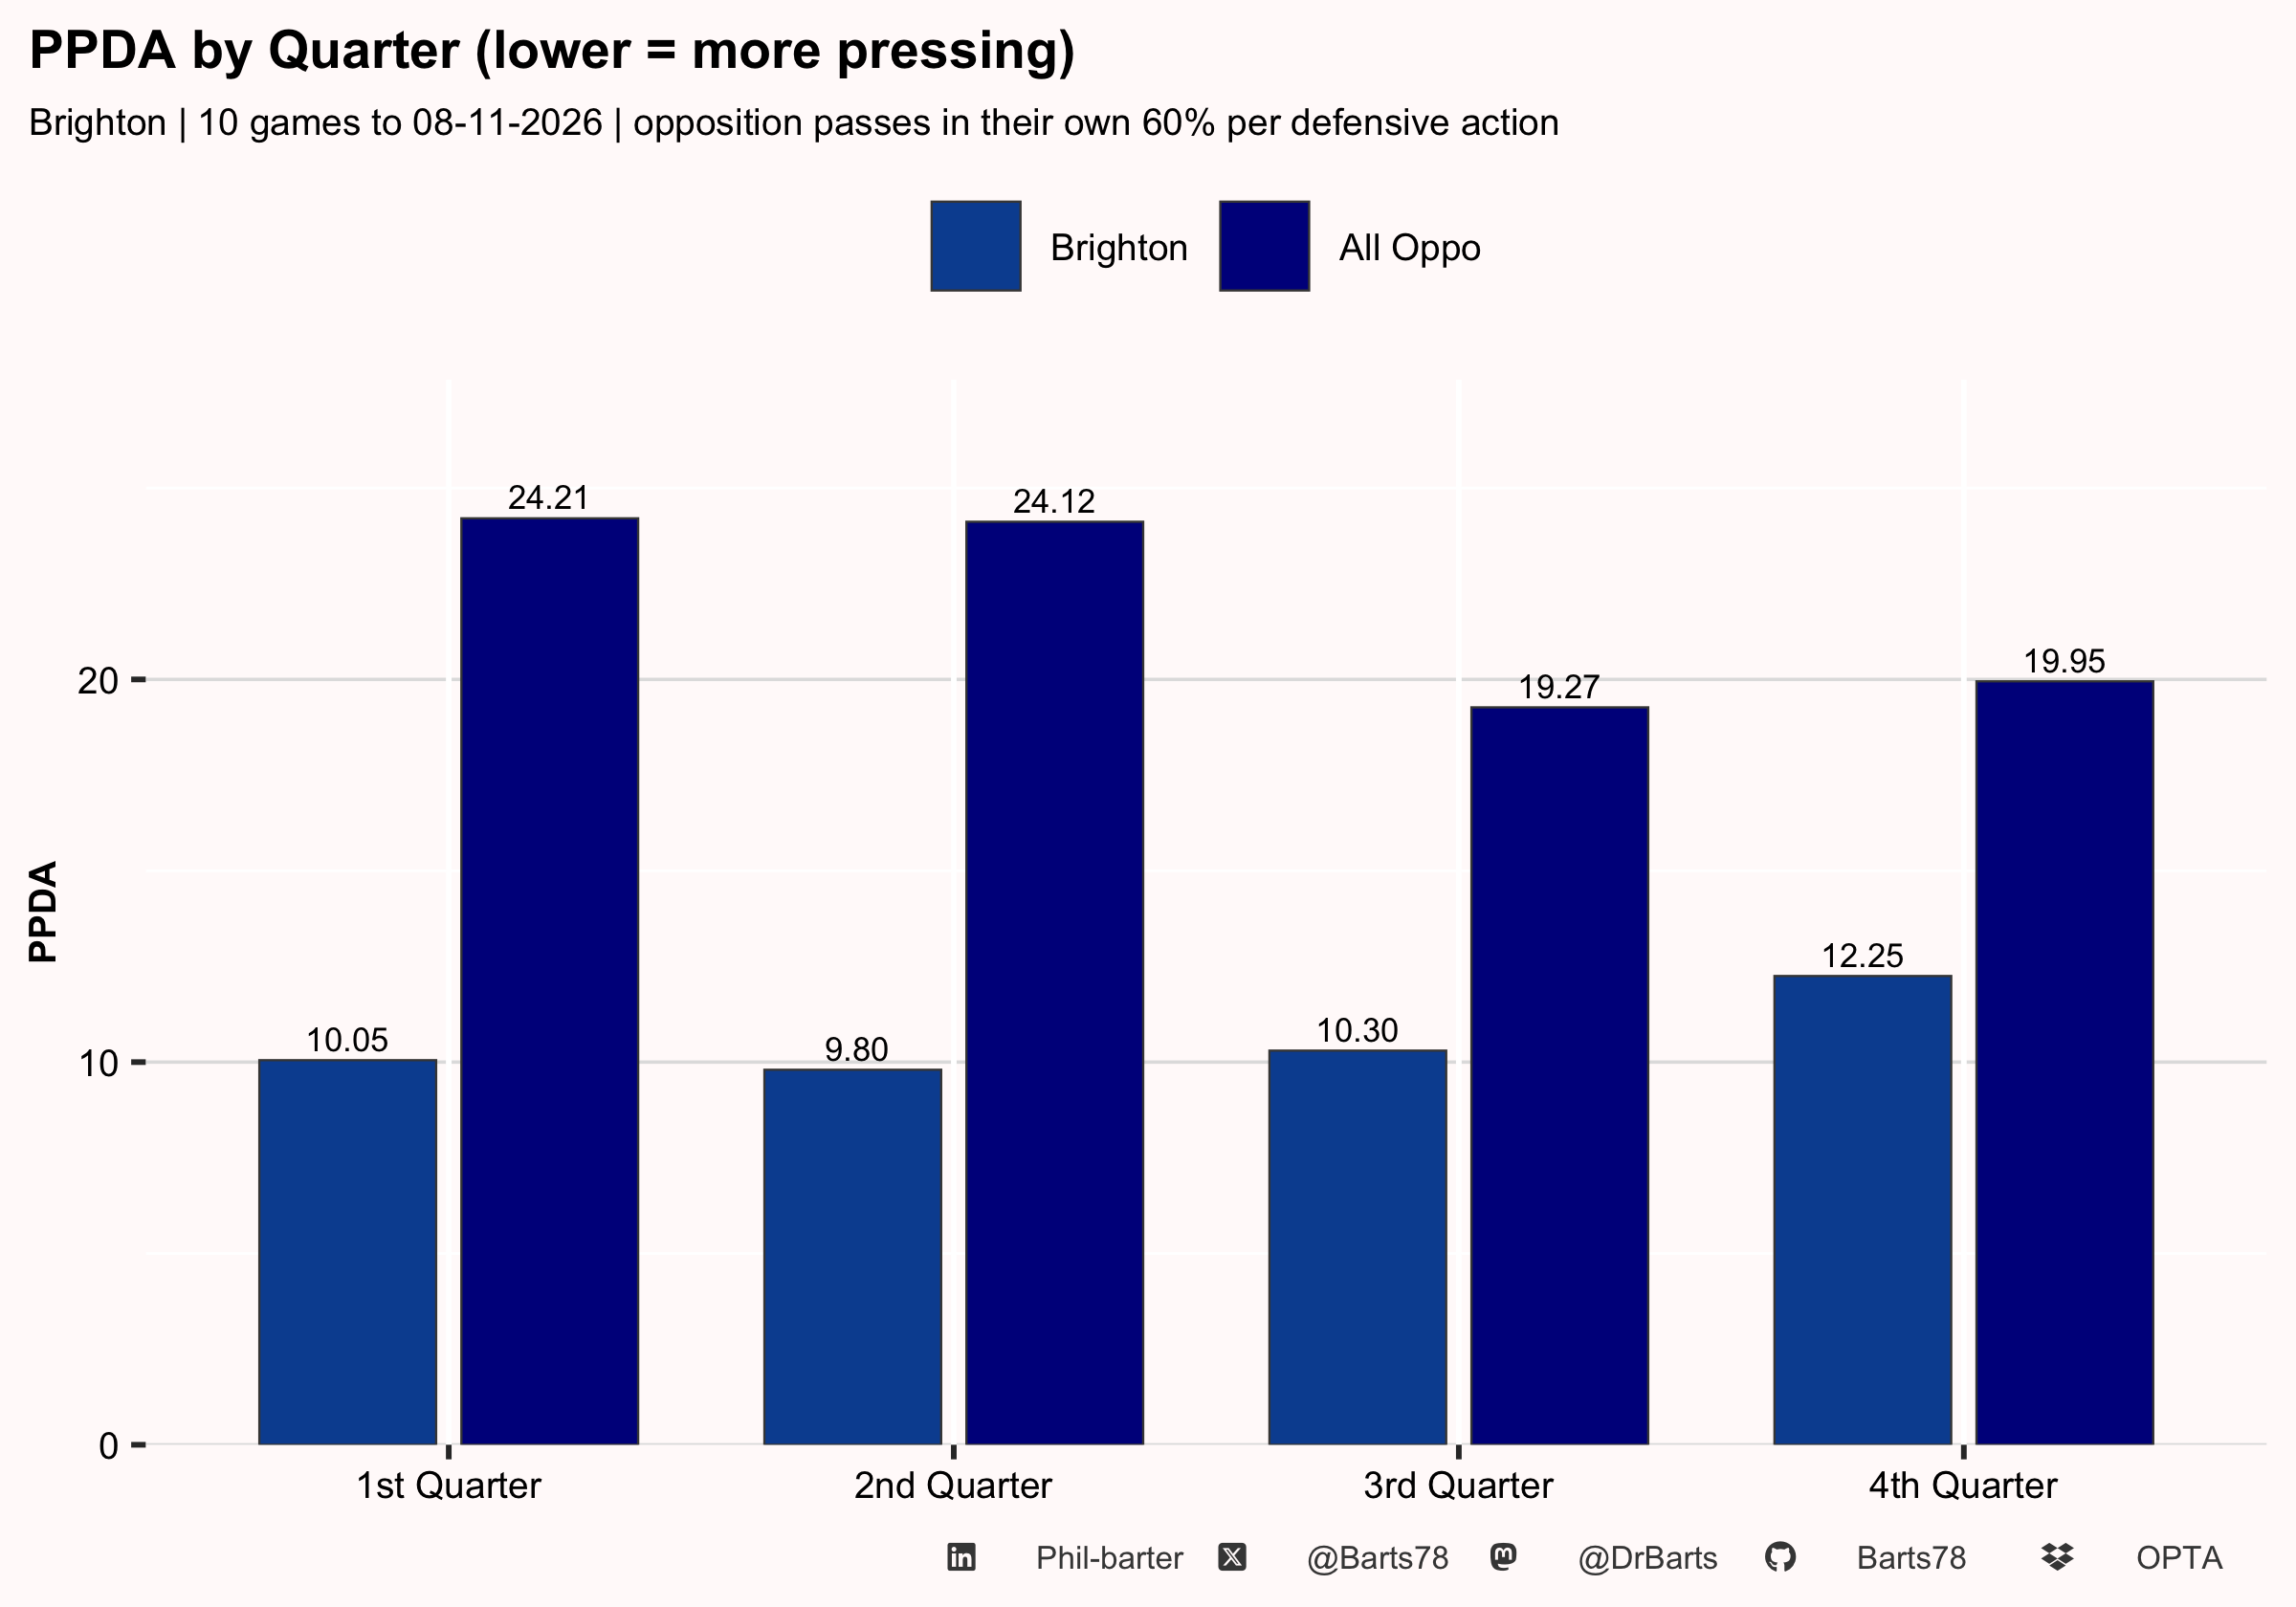 PPDA by Quarter (lower = more pressing)
Brighton | 10 games to 08-11-2026 | opposition passes in their own 60% per defensive action
Brighton All Oppo
24.21
24.12
20
19.27
19.95
PPDA
10
10.05
9.80
10.30
12.25
0
1st Quarter 2nd Quarter 3rd Quarter 4th Quarter
Phil-barter @Barts78 @DrBarts Barts78 OPTA